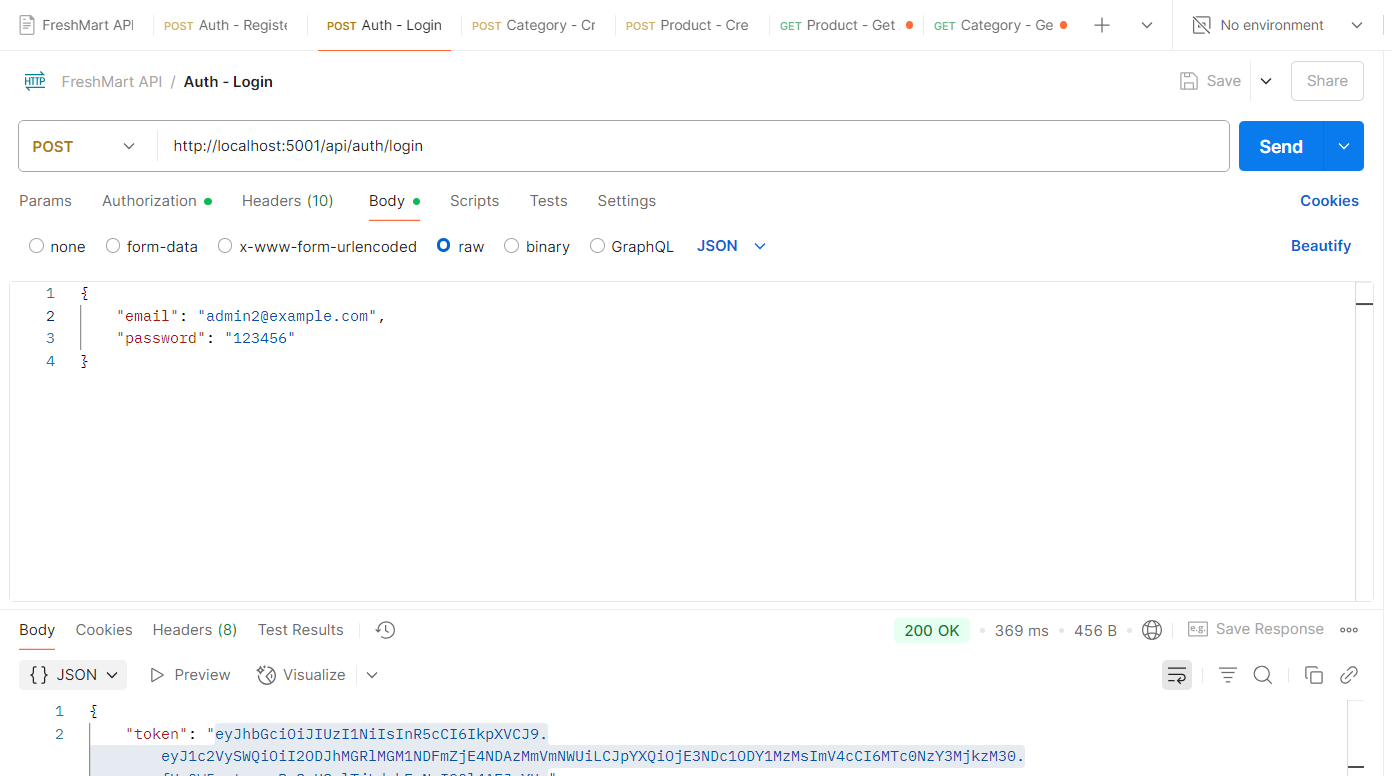 FreshMart API POST Auth - Registe POST Auth - Login POST Category - Cr POST Product - Cre GET Product - Get GET Category - Ge No environment
HTTP FreshMart API / Auth - Login Save Share
POST http://localhost:5001/api/auth/login Send
Params Authorization Headers (10) Body Scripts Tests Settings Cookies
none form-data x-www-form-urlencoded raw binary GraphQL JSON Beautify
1 {
2 "email": "admin2@example.com",
3 "password": "123456"
4 }
Body Cookies Headers (8) Test Results 200 OK 369 ms 456 B e.g. Save Response
{} JSON Preview Visualize
1 {
2 "token": "eyJhbGciOiJIUzI1NiIsInR5cCI6IkpXVCJ9.
eyJ1c2VySWQiOiI2ODJhMGRlMGM1NDFmZjE4NDAzMmVmNWUiLCJpYXQiOjE3NDc1ODY1MzMsImV4cCI6MTc0NzY3MjkzM30.